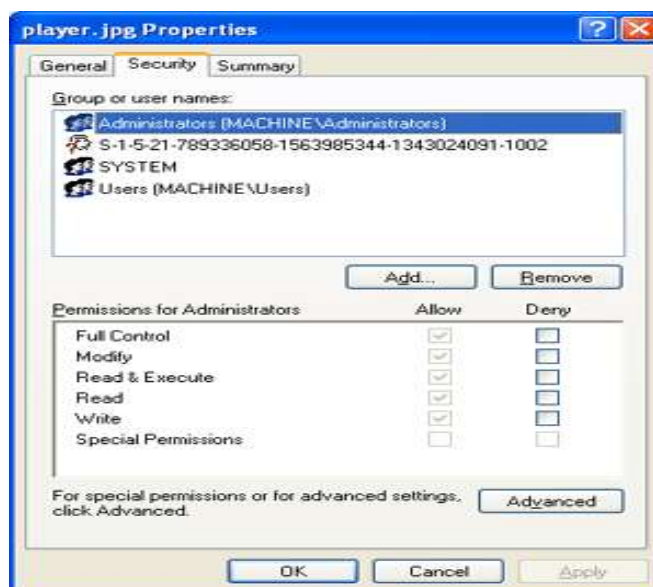 player.jpg Properties
General Security Summary
Group or user names:
Administrators (MACHINE\Administrators)
S-1-5-21-789336058-1563985344-1343024091-1002
SYSTEM
Users (MACHINE\Users)
Add... Remove
Permissions for Administrators Allow Deny
Full Control
Modify
Read & Execute
Read
Write
Special Permissions
For special permissions or for advanced settings, click Advanced.
Advanced
OK Cancel Apply